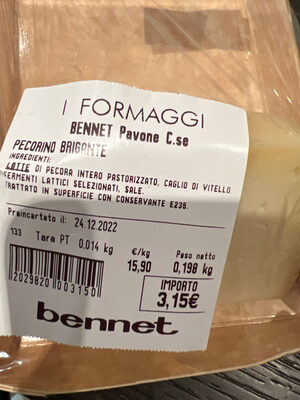 I FORMAGGI
BENNET Pavone C.se
PECORINO BRIGANTE
INGREDIENTI:
LATTE DI PECORA INTERO PASTORIZZATO, CAGLIO DI VITELLO
FERMENTI LATTICI SELEZIONATI, SALE.
TRATTATO IN SUPERFICIE CON CONSERVANTE E235.
Preincartato il: 24.12.2022
133 Tara PT 0,014 kg
€/kg Peso netto
15,90 0,198 kg
IMPORTO
3,15€
2029820 003150
bennet